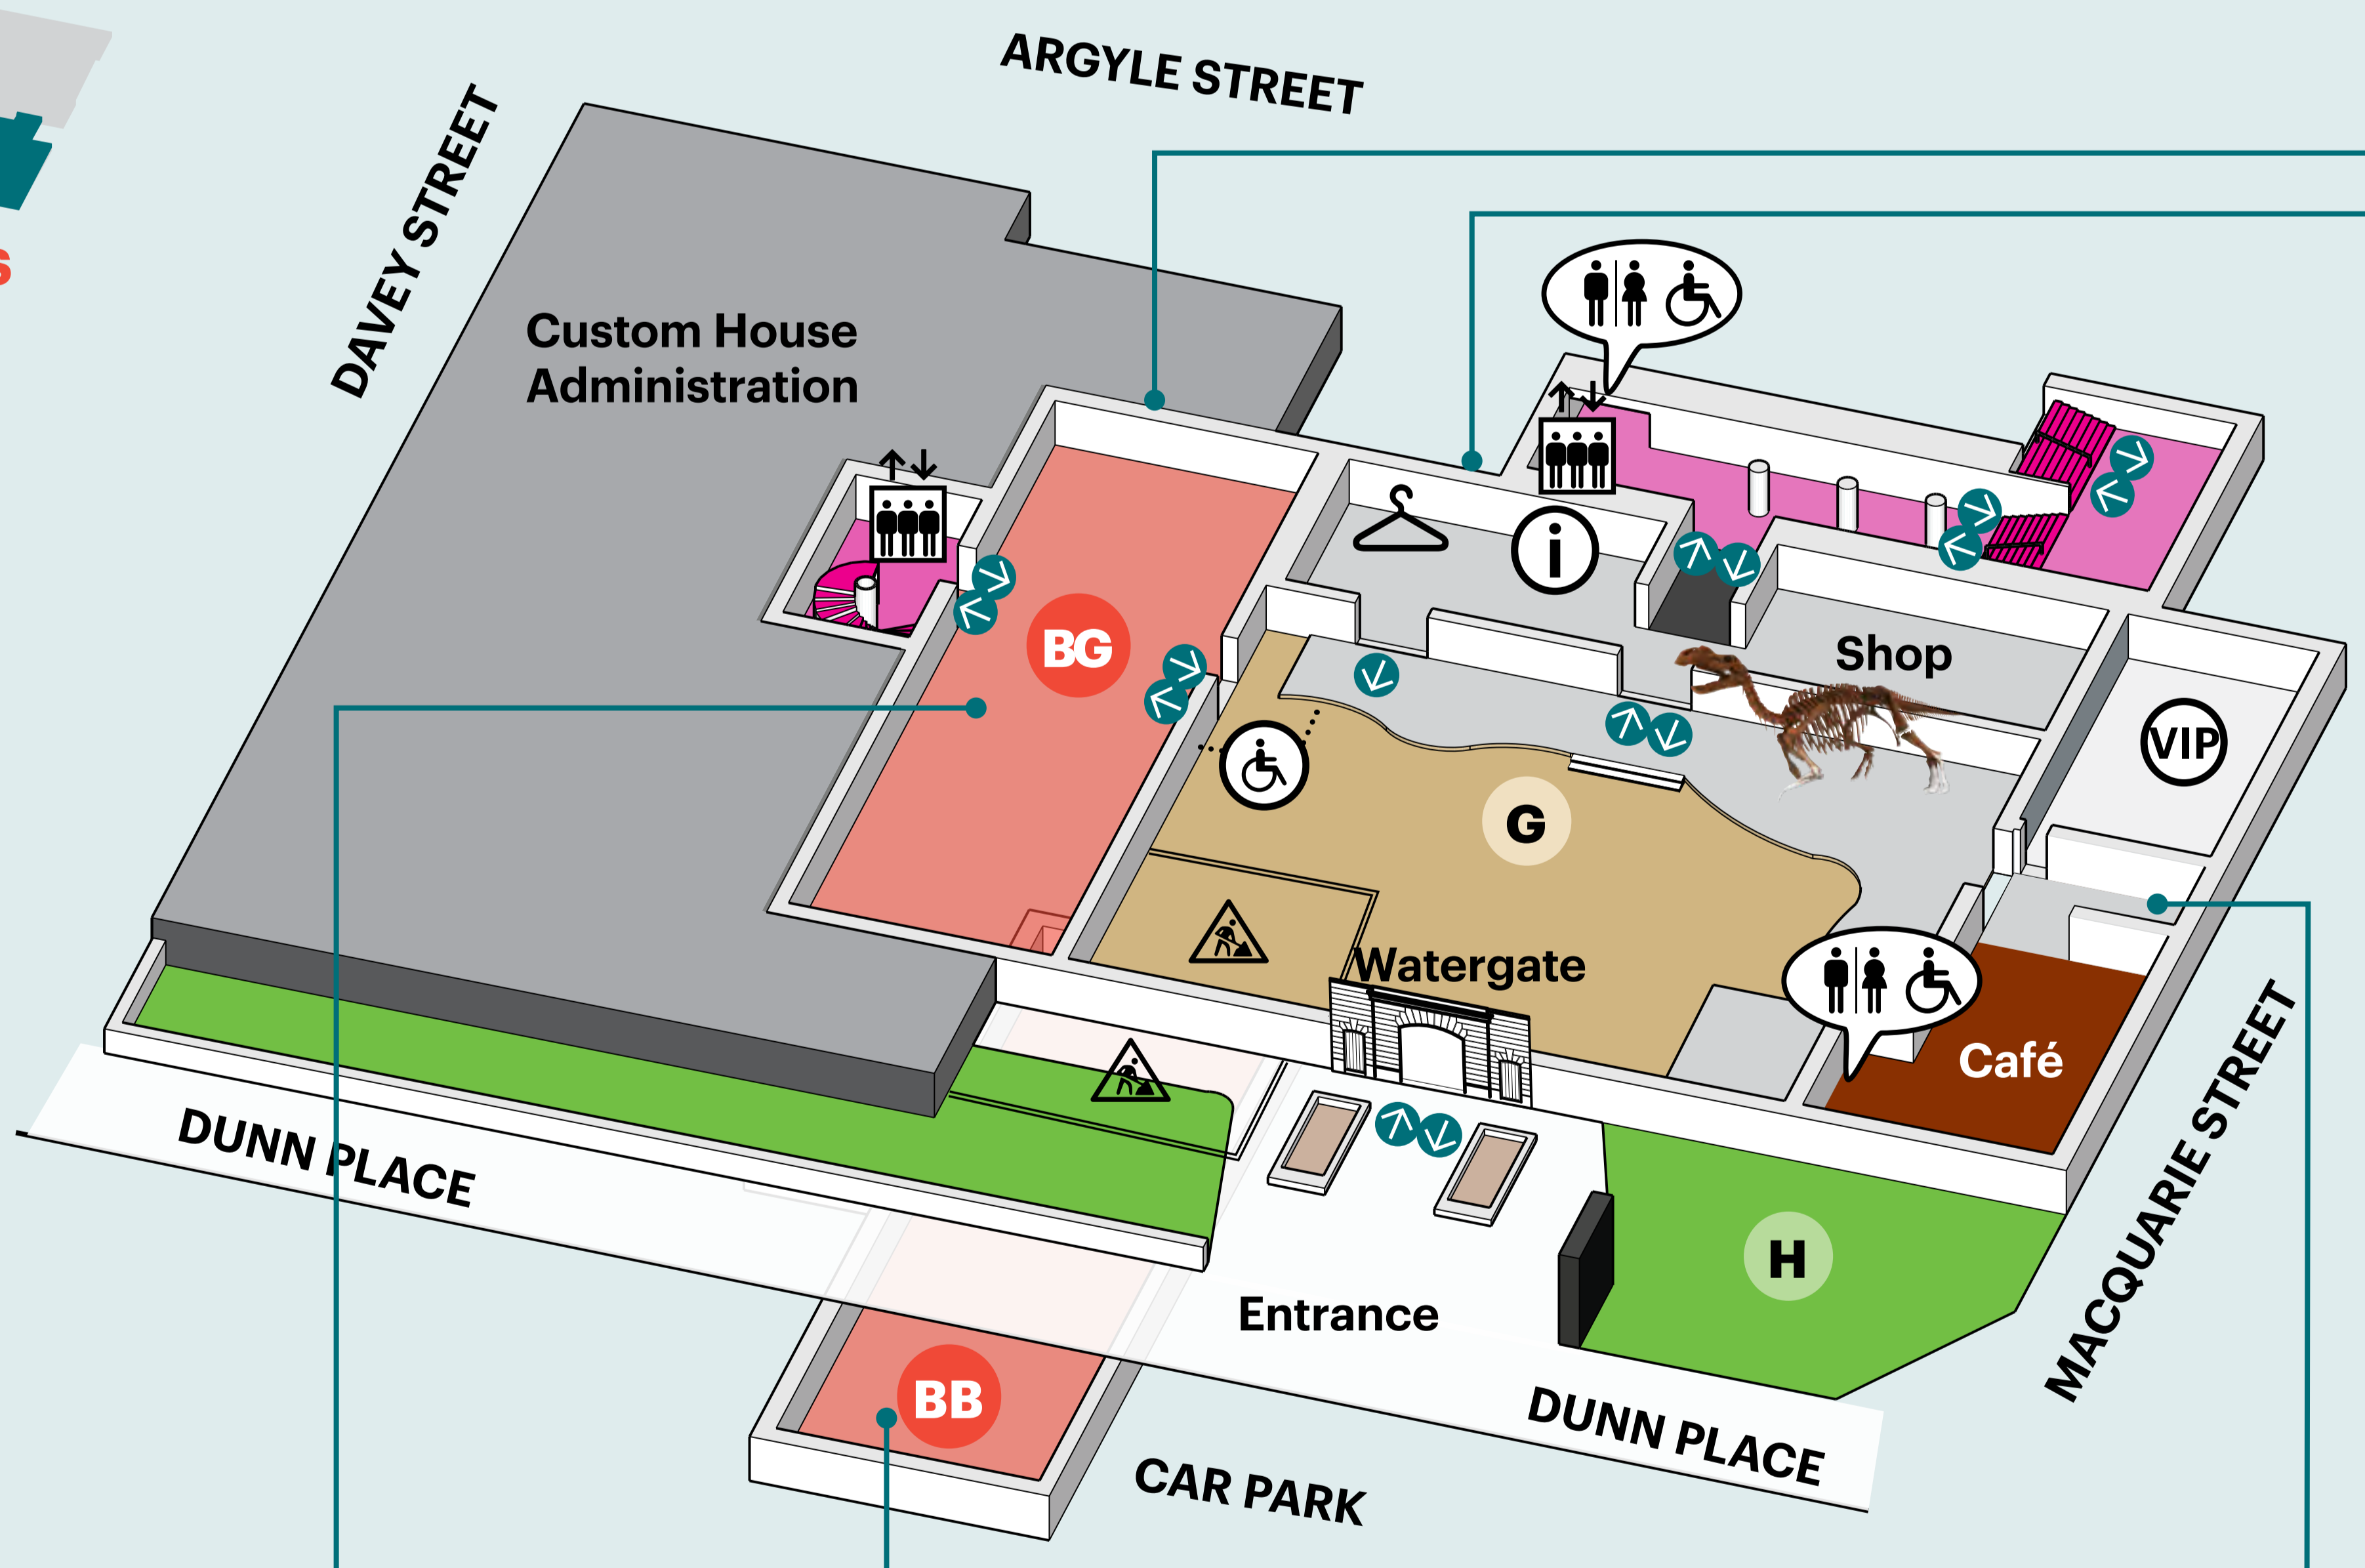 ARGYLE STREET
DAVEY STREET
s
Custom House
Administration
i
BG
Shop
VIP
G
Watergate
Café
DUNN PLACE
MACQUARIE STREET
H
Entrance
BB
DUNN PLACE
CAR PARK